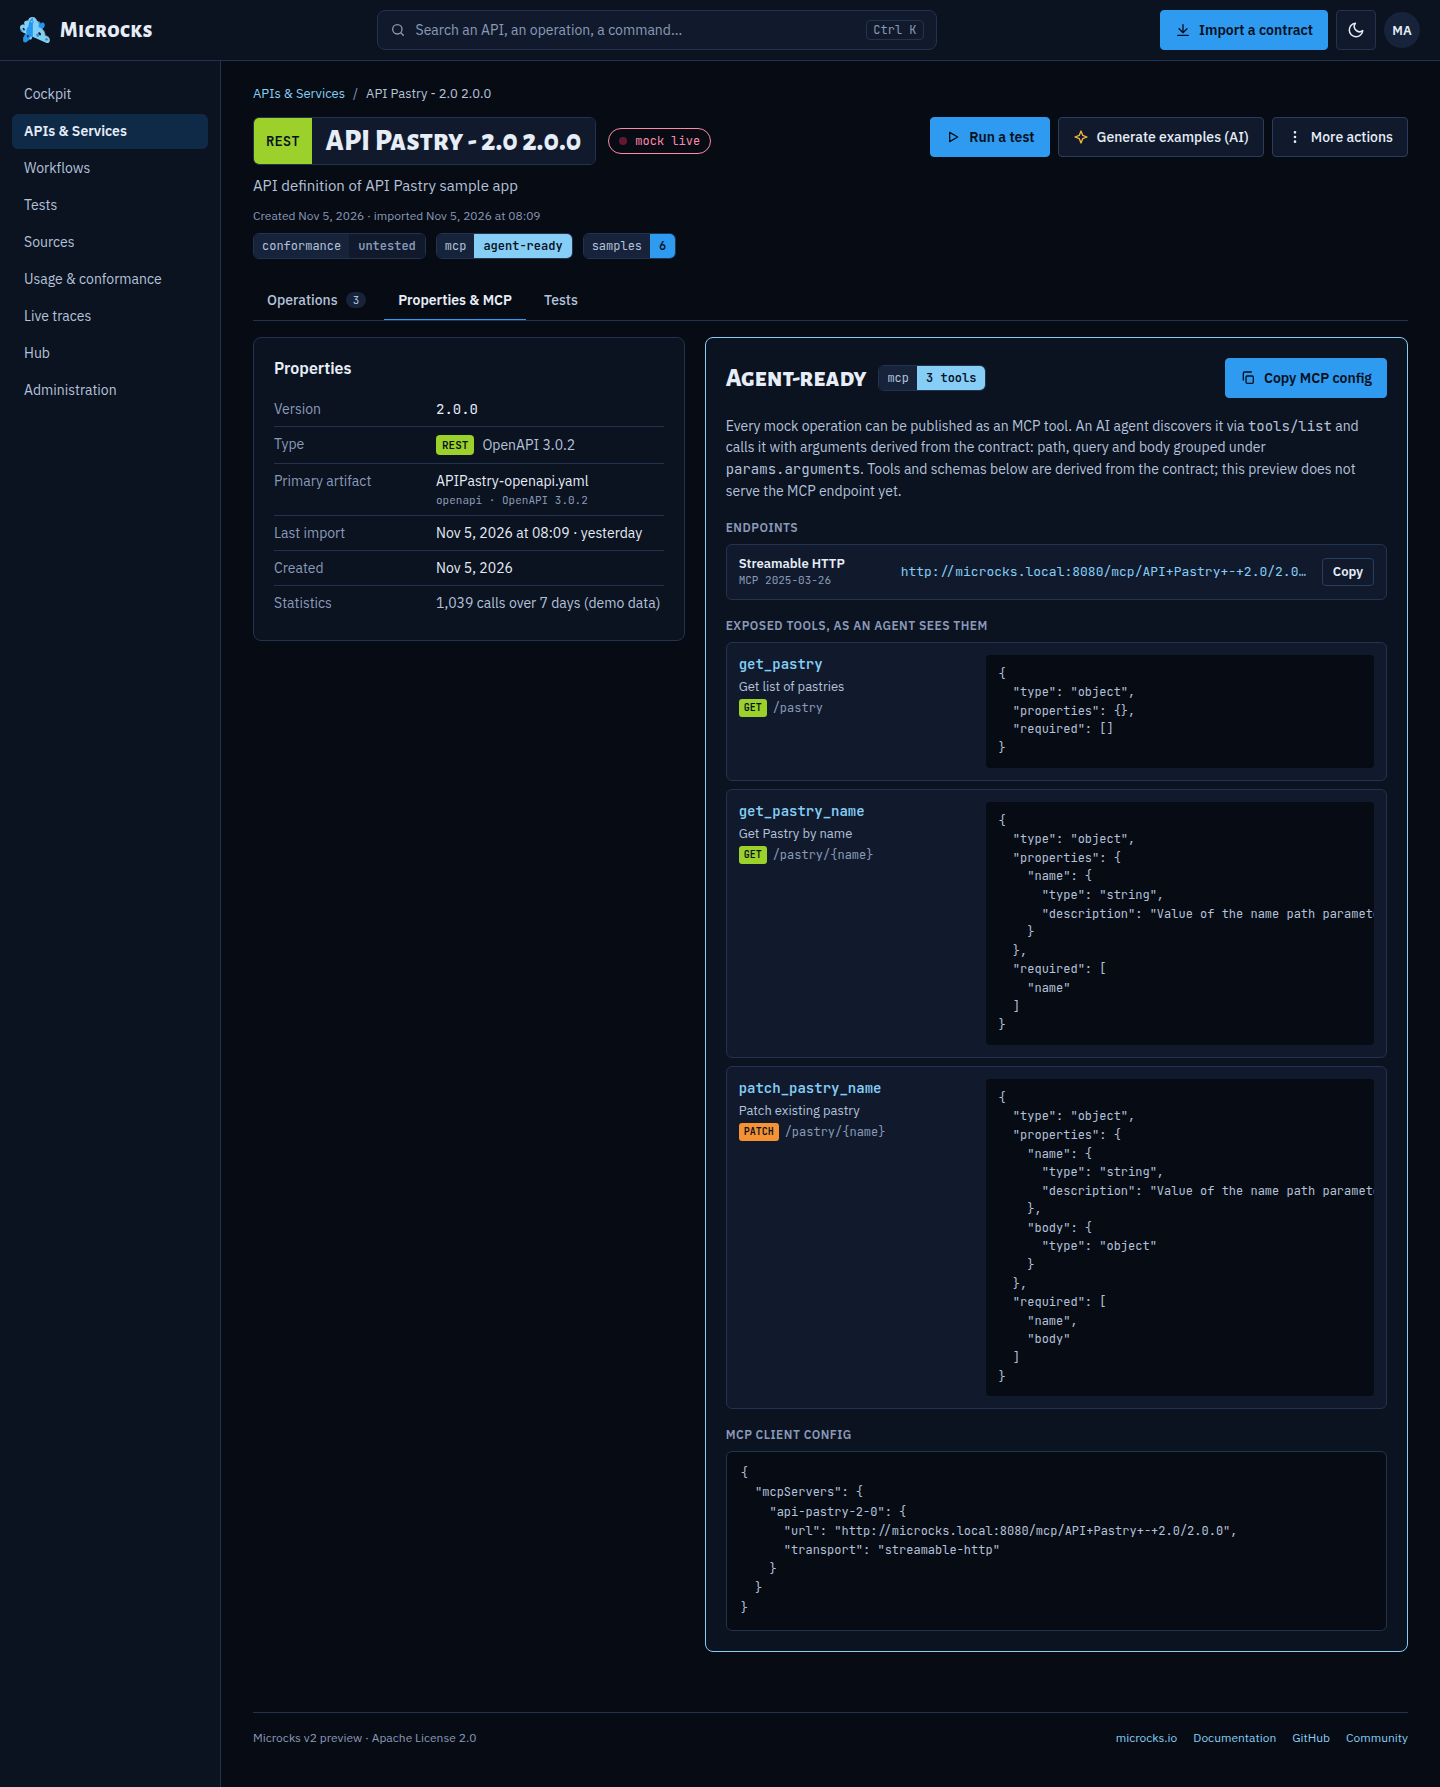 Microcks
Search an API, an operation, a command...
Ctrl K
Import a contract
MA
Cockpit
APIs & Services
Workflows
Tests
Sources
Usage & conformance
Live traces
Hub
Administration
APIs & Services / API Pastry - 2.0 2.0.0
REST API Pastry - 2.0 2.0.0
mock live
Run a test
Generate examples (AI)
More actions
API definition of API Pastry sample app
Created Nov 5, 2026 · imported Nov 5, 2026 at 08:09
conformance untested
mcp agent-ready
samples 6
Operations 3
Properties & MCP
Tests
Properties
Version 2.0.0
Type REST OpenAPI 3.0.2
Primary artifact APIPastry-openapi.yaml
openapi · OpenAPI 3.0.2
Last import Nov 5, 2026 at 08:09 · yesterday
Created Nov 5, 2026
Statistics 1,039 calls over 7 days (demo data)
Agent-ready
mcp 3 tools
Copy MCP config
Every mock operation can be published as an MCP tool. An AI agent discovers it via tools/list and
calls it with arguments derived from the contract: path, query and body grouped under
params.arguments. Tools and schemas below are derived from the contract; this preview does not
serve the MCP endpoint yet.
ENDPOINTS
Streamable HTTP
MCP 2025-03-26
http://microcks.local:8080/mcp/API+Pastry+-+2.0/2.0…
Copy
EXPOSED TOOLS, AS AN AGENT SEES THEM
get_pastry
Get list of pastries
GET /pastry
{
"type": "object",
"properties": {},
"required": []
}
get_pastry_name
Get Pastry by name
GET /pastry/{name}
{
"type": "object",
"properties": {
"name": {
"type": "string",
"description": "Value of the name path paramet
}
},
"required": [
"name"
]
}
patch_pastry_name
Patch existing pastry
PATCH /pastry/{name}
{
"type": "object",
"properties": {
"name": {
"type": "string",
"description": "Value of the name path paramet
},
"body": {
"type": "object"
}
},
"required": [
"name",
"body"
]
}
MCP CLIENT CONFIG
{
"mcpServers": {
"api-pastry-2-0": {
"url": "http://microcks.local:8080/mcp/API+Pastry+-+2.0/2.0.0",
"transport": "streamable-http"
}
}
}
Microcks v2 preview · Apache License 2.0
microcks.io
Documentation
GitHub
Community